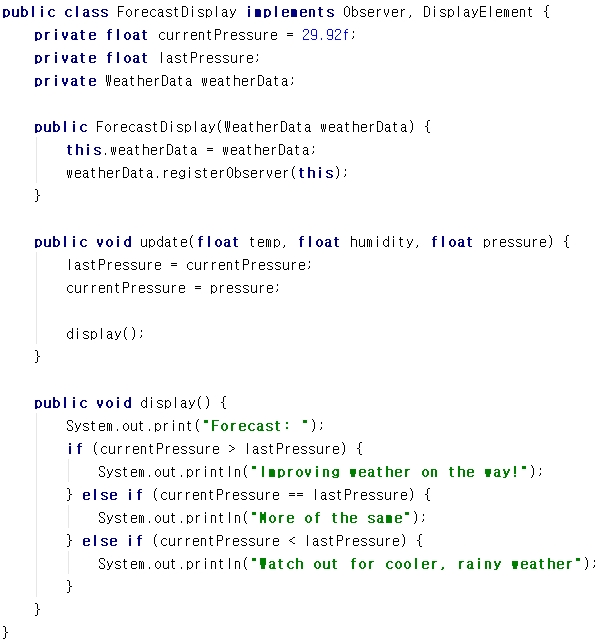 public class ForecastDisplay implements Observer, DisplayElement {
    private float currentPressure = 29.92f;
    private float lastPressure;
    private WeatherData weatherData;

    public ForecastDisplay(WeatherData weatherData) {
        this.weatherData = weatherData;
        weatherData.registerObserver(this);
    }

    public void update(float temp, float humidity, float pressure) {
        lastPressure = currentPressure;
        currentPressure = pressure;

        display();
    }

    public void display() {
        System.out.print("Forecast: ");
        if (currentPressure > lastPressure) {
            System.out.println("Improving weather on the way!");
        } else if (currentPressure == lastPressure) {
            System.out.println("More of the same");
        } else if (currentPressure < lastPressure) {
            System.out.println("Watch out for cooler, rainy weather");
        }
    }
}